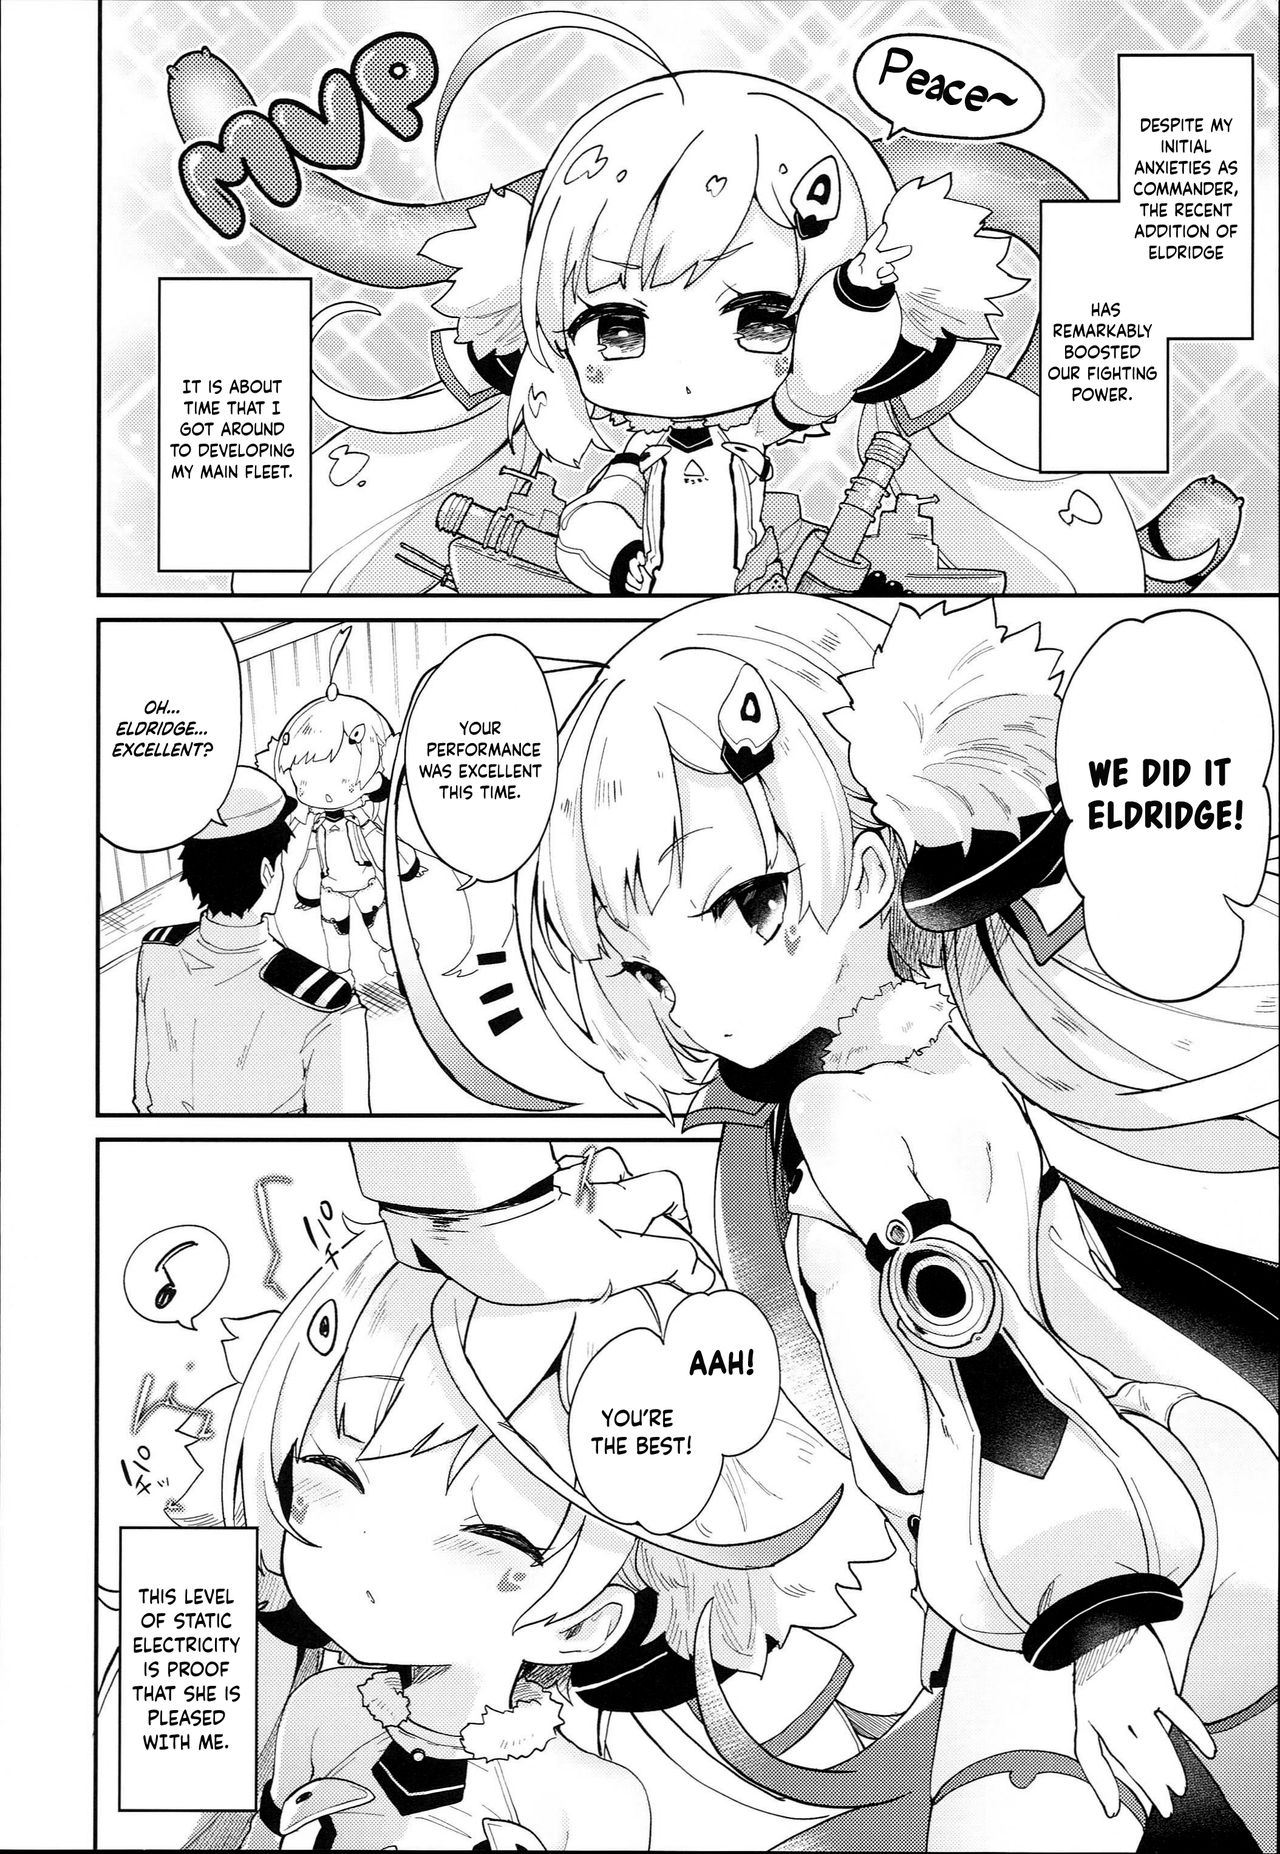 DESPITE MY
INITIAL
ANXIETIES AS
COMMANDER,
THE RECENT
ADDITION OF
ELDRIDGE
HAS
REMARKABLY
BOOSTED
OUR FIGHTING
POWER.
Peace~
MVP
IT IS ABOUT
TIME THAT I
GOT AROUND
TO DEVELOPING
MY MAIN FLEET.
WE DID IT
ELDRIDGE!
YOUR
PERFORMANCE
WAS EXCELLENT
THIS TIME.
OH...
ELDRIDGE...
EXCELLENT?
AAH!
YOU'RE
THE BEST!
THIS LEVEL
OF STATIC
ELECTRICITY
IS PROOF
THAT SHE IS
PLEASED
WITH ME.